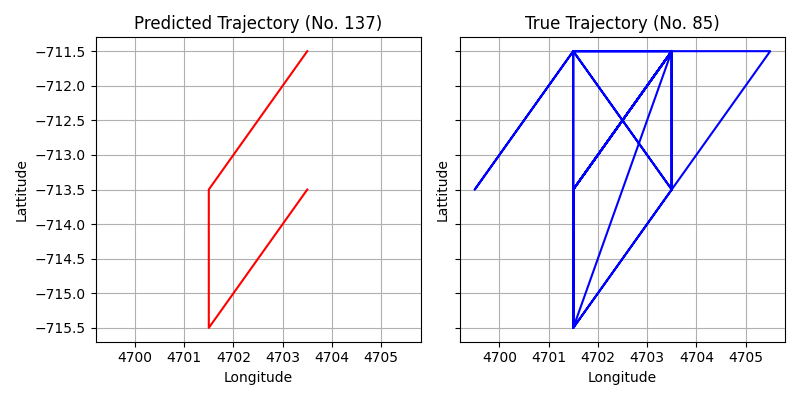 Predicted Trajectory (No. 137)
True Trajectory (No. 85)
Lattitude
−711.5
−712.0
−712.5
−713.0
−713.5
−714.0
−714.5
−715.0
−715.5
4700 4701 4702 4703 4704 4705
Longitude
Lattitude
4700 4701 4702 4703 4704 4705
Longitude